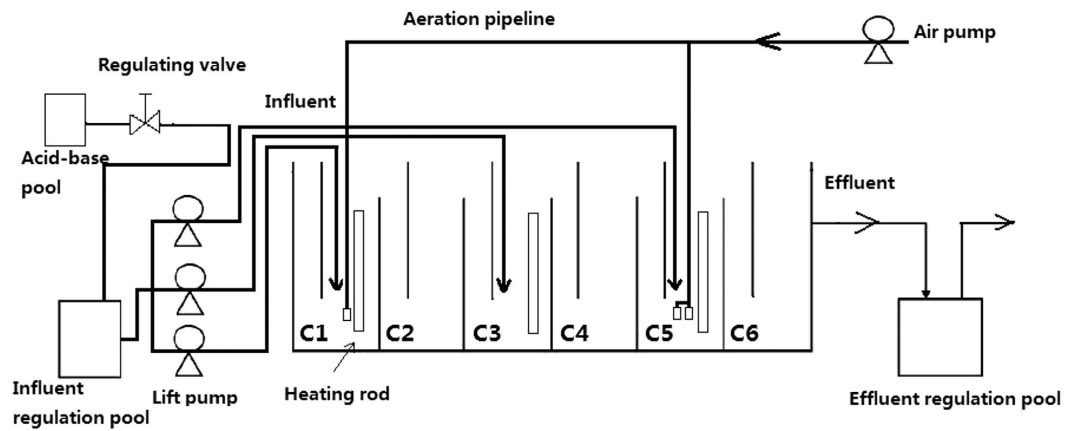 Aeration pipeline
Air pump
Regulating valve
Influent
Acid-base
pool
Effluent
C1
C2
C3
C4
C5
C6
Influent
regulation pool
Lift pump
Heating rod
Effluent regulation pool